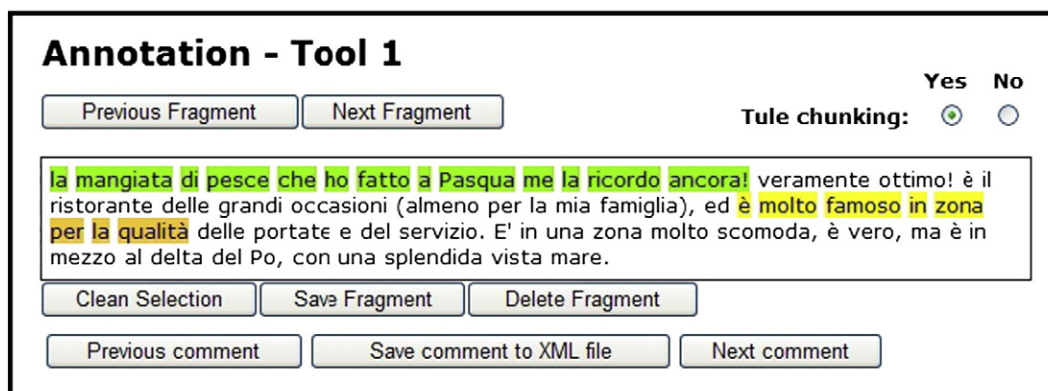 Annotation - Tool 1
Yes No
Previous Fragment Next Fragment
Tule chunking:
la mangiata di pesce che ho fatto a Pasqua me la ricordo ancora! veramente ottimo! è il
ristorante delle grandi occasioni (almeno per la mia famiglia), ed è molto famoso in zona
per la qualità delle portate e del servizio. E' in una zona molto scomoda, è vero, ma è in
mezzo al delta del Po, con una splendida vista mare.
Clean Selection Save Fragment Delete Fragment
Previous comment Save comment to XML file Next comment